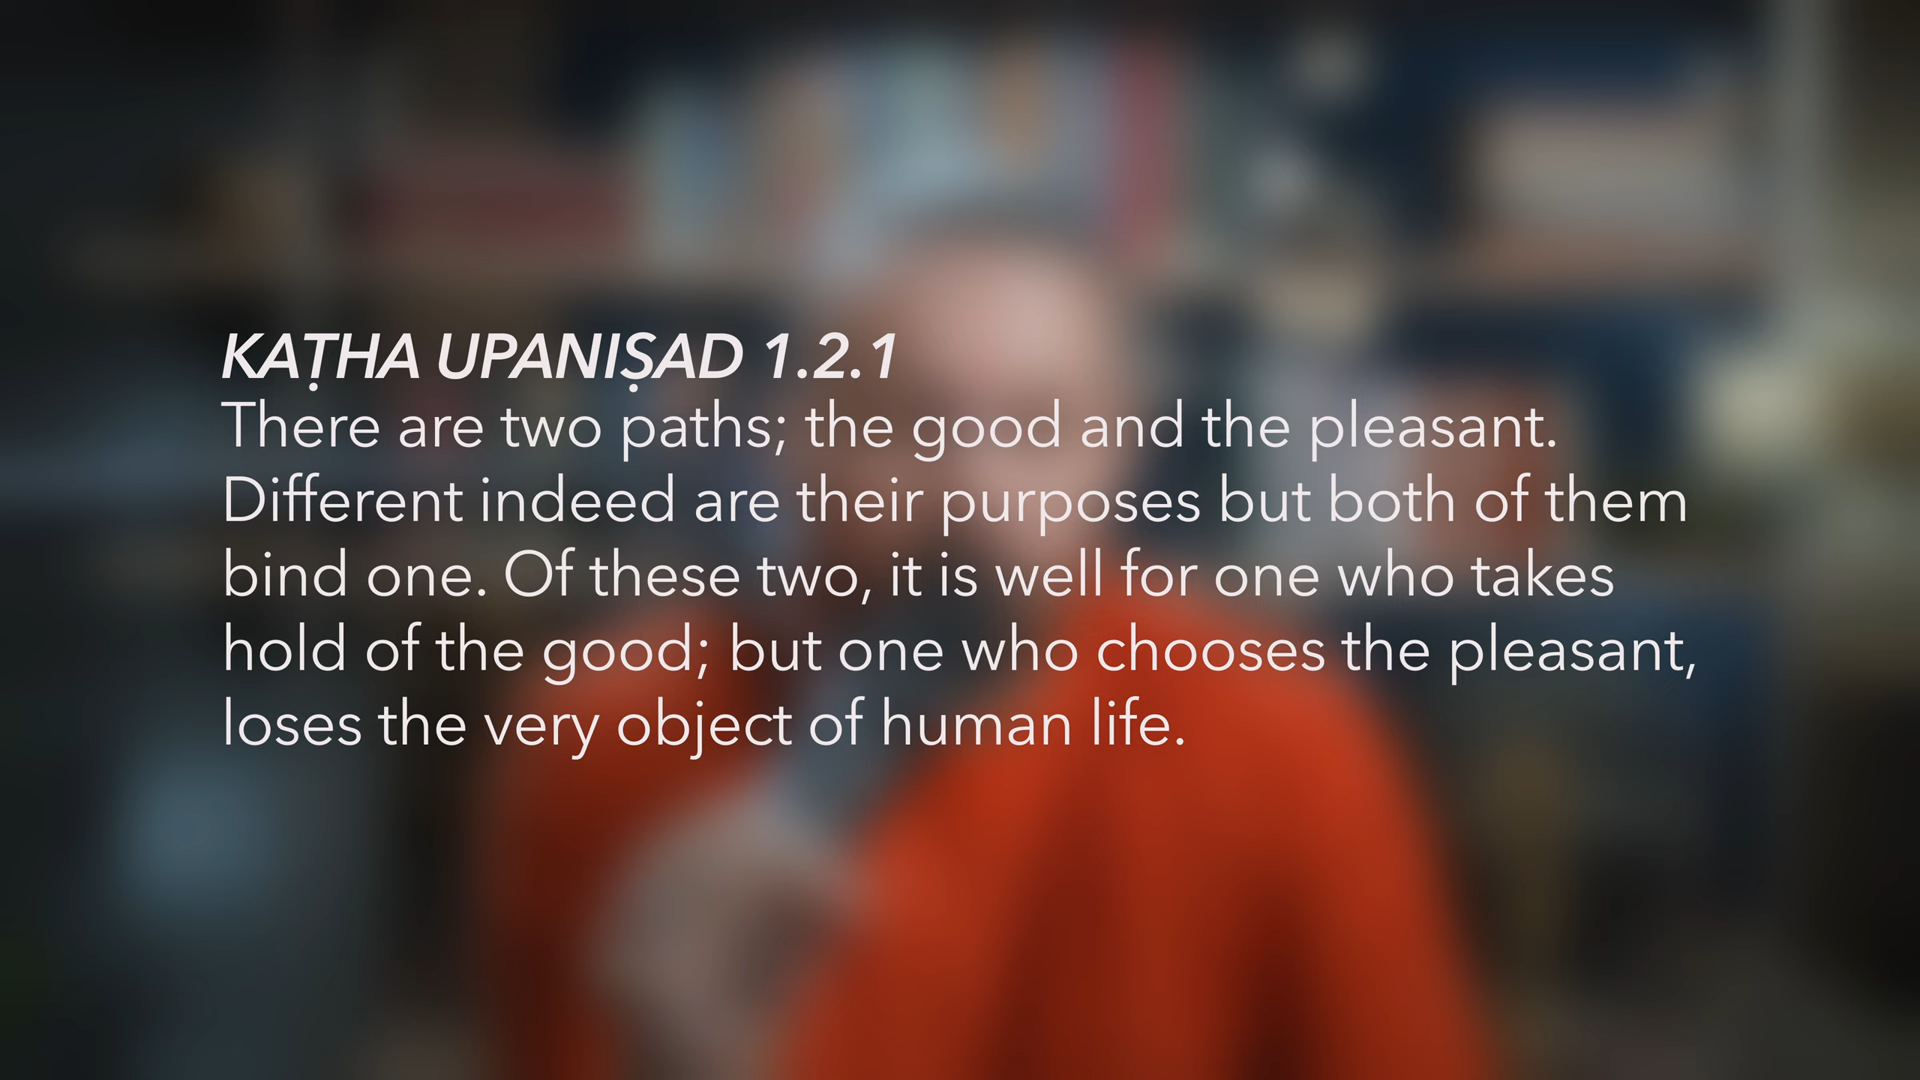 KAṬHA UPANIṢAD 1.2.1
There are two paths; the good and the pleasant.
Different indeed are their purposes but both of them
bind one. Of these two, it is well for one who takes
hold of the good; but one who chooses the pleasant,
loses the very object of human life.